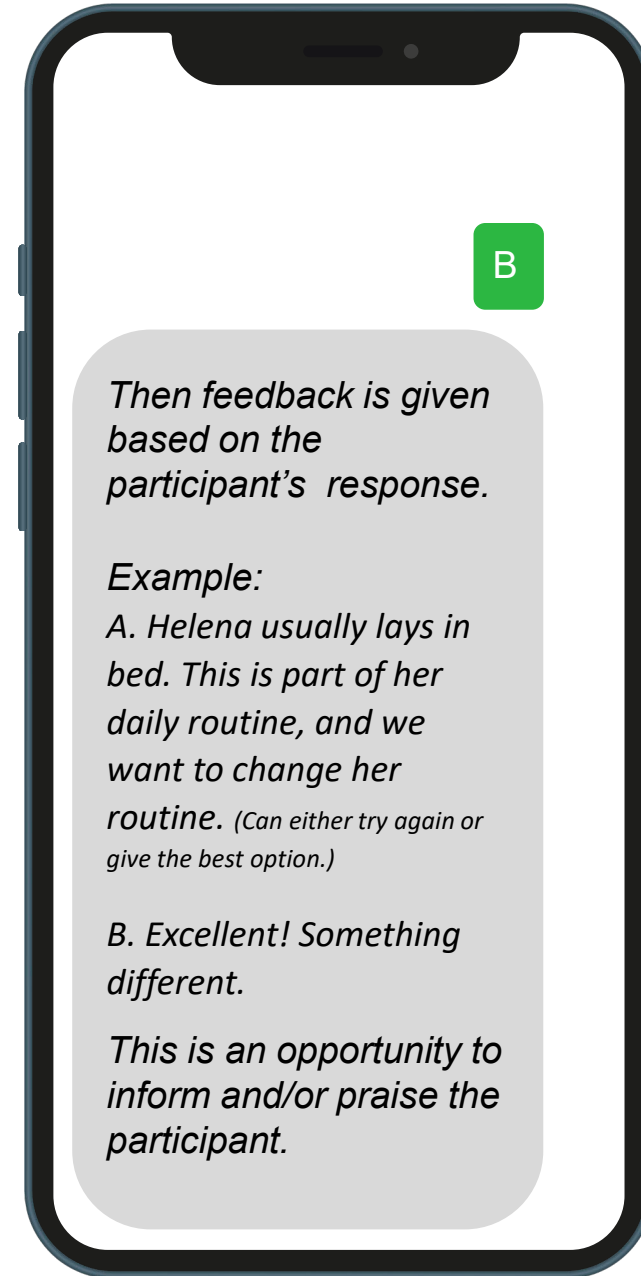 B
Then feedback is given
based on the
participant’s  response.
Example:
A. Helena usually lays in
bed. This is part of her
daily routine, and we
want to change her
routine. (Can either try again or
give the best option.)
B. Excellent! Something
different.
This is an opportunity to
inform and/or praise the
participant.